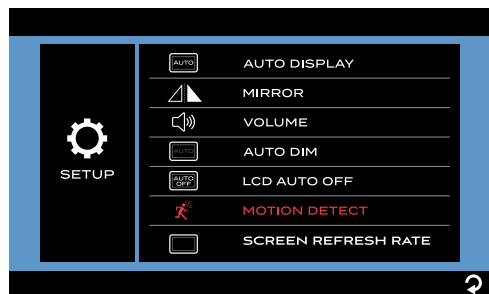 SETUP
AUTO
AUTO DISPLAY
MIRROR
VOLUME
AUTO
AUTO DIM
AUTO
OFF
LCD AUTO OFF
MOTION DETECT
SCREEN REFRESH RATE